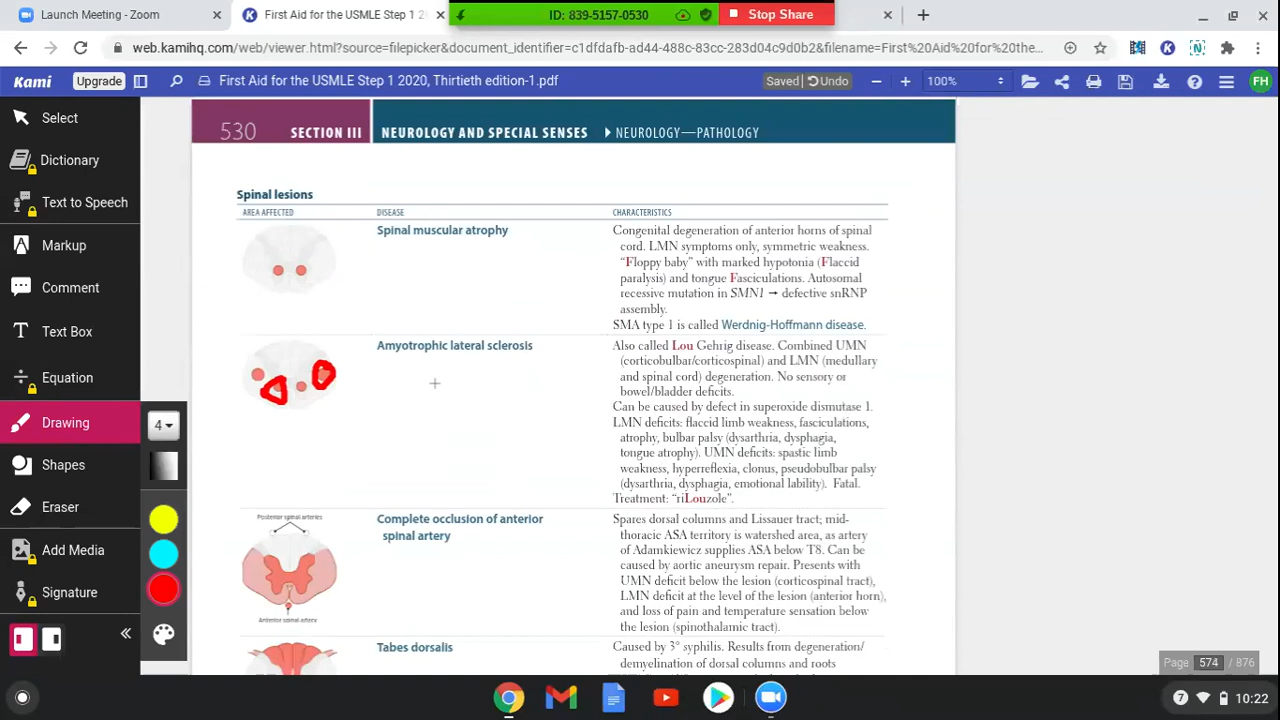 Launch Meeting - Zoom
First Aid for the USMLE Step 1 2
ID: 839-5157-0530
Stop Share
web.kamihq.com/web/viewer.html?source=filepicker&document_identifier=c1dfdafb-ad44-488c-83cc-283d04c9d0b2&filename=First%20Aid%20for%20the...
Kami
Upgrade
First Aid for the USMLE Step 1 2020, Thirtieth edition-1.pdf
Saved
Undo
100%
FH
Select
Dictionary
Text to Speech
Markup
Comment
Text Box
Equation
Drawing
Shapes
Eraser
Add Media
Signature
4
530 SECTION III NEUROLOGY AND SPECIAL SENSES NEUROLOGY—PATHOLOGY
Spinal lesions
AREA AFFECTED DISEASE CHARACTERISTICS
Spinal muscular atrophy
Congenital degeneration of anterior horns of spinal
cord. LMN symptoms only, symmetric weakness.
“Floppy baby” with marked hypotonia (Flaccid
paralysis) and tongue Fasciculations. Autosomal
recessive mutation in SMN1 → defective snRNP
assembly.
SMA type 1 is called Werdnig-Hoffmann disease.
Amyotrophic lateral sclerosis
Also called Lou Gehrig disease. Combined UMN
(corticobulbar/corticospinal) and LMN (medullary
and spinal cord) degeneration. No sensory or
bowel/bladder deficits.
Can be caused by defect in superoxide dismutase 1.
LMN deficits: flaccid limb weakness, fasciculations,
atrophy, bulbar palsy (dysarthria, dysphagia,
tongue atrophy). UMN deficits: spastic limb
weakness, hyperreflexia, clonus, pseudobulbar palsy
(dysarthria, dysphagia, emotional lability). Fatal.
Treatment: “riLouzole”.
Posterior spinal arteries
Anterior spinal artery
Complete occlusion of anterior
spinal artery
Spares dorsal columns and Lissauer tract; mid-
thoracic ASA territory is watershed area, as artery
of Adamkiewicz supplies ASA below T8. Can be
caused by aortic aneurysm repair. Presents with
UMN deficit below the lesion (corticospinal tract),
LMN deficit at the level of the lesion (anterior horn),
and loss of pain and temperature sensation below
the lesion (spinothalamic tract).
Tabes dorsalis
Caused by 3° syphilis. Results from degeneration/
demyelination of dorsal columns and roots
Page 574 / 876
7
10:22